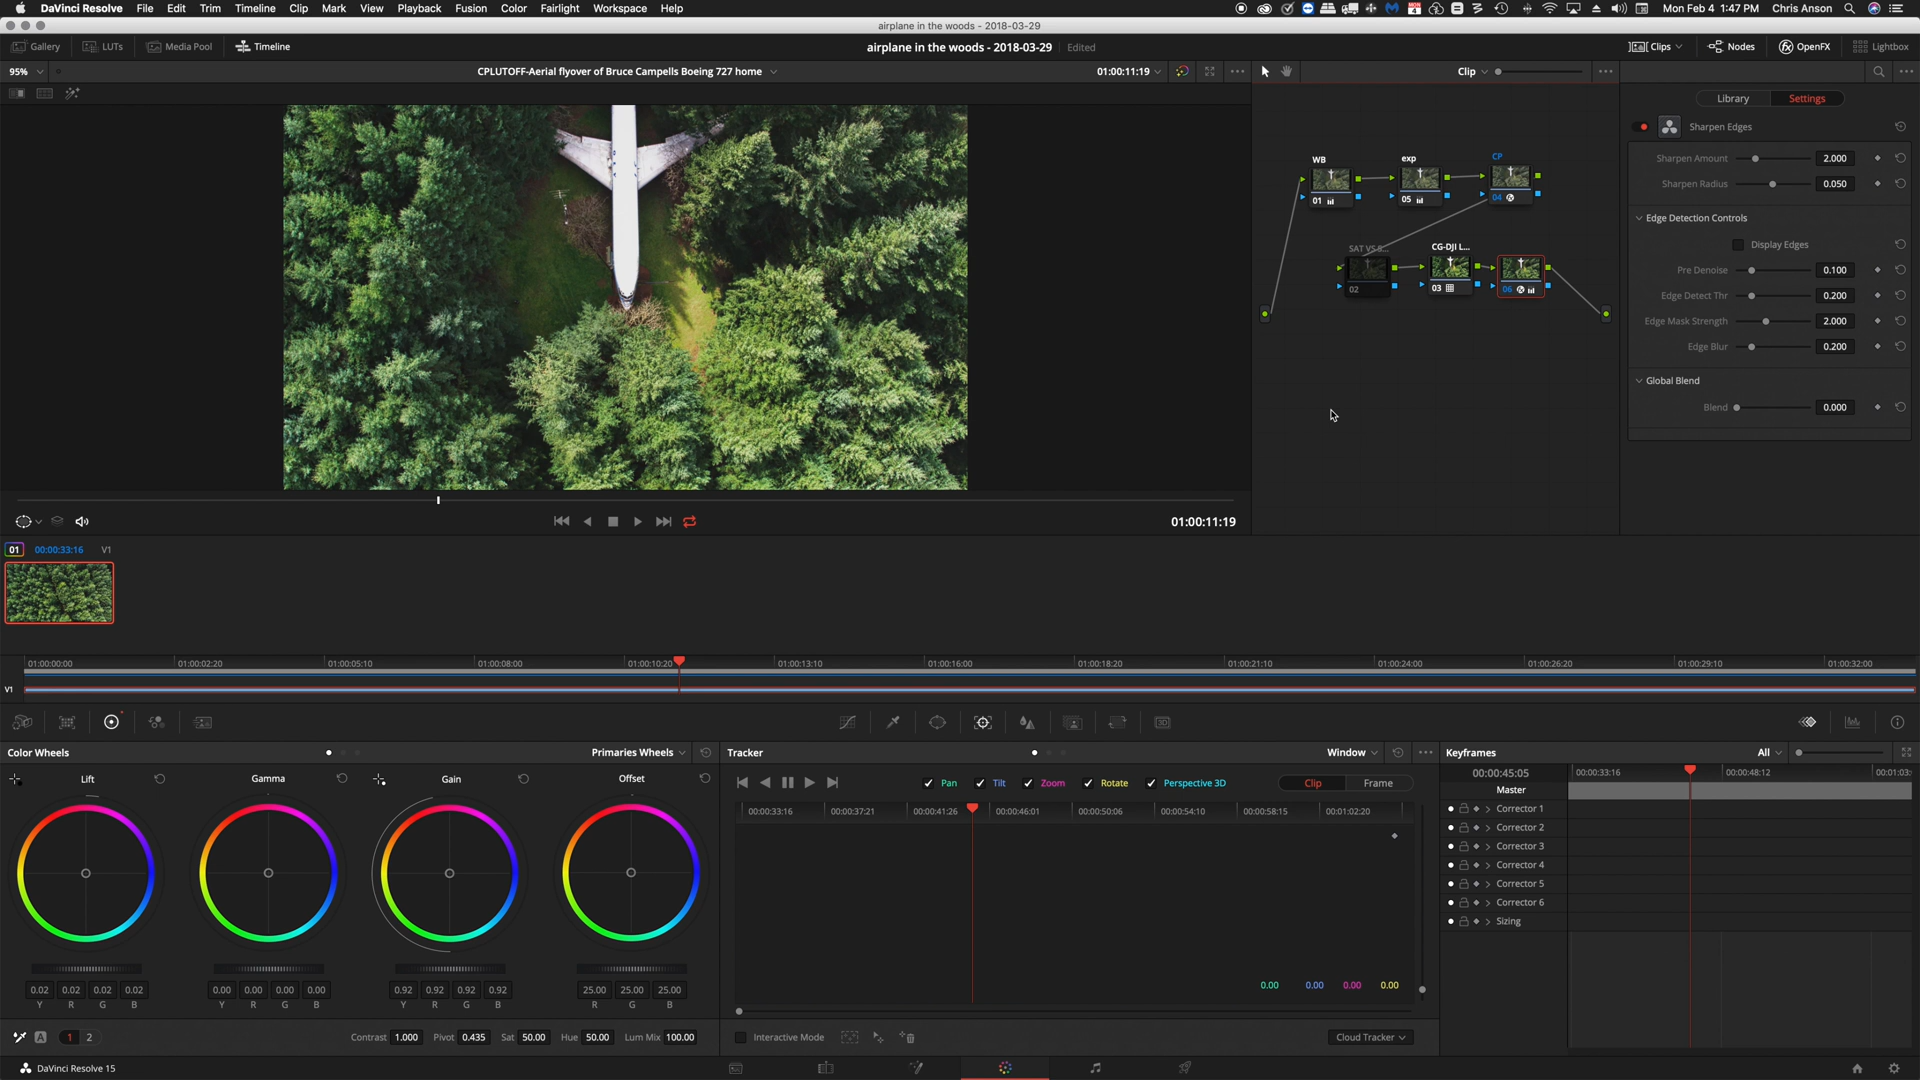 DaVinci Resolve File Edit Trim Timeline Clip Mark View Playback Fusion Color Fairlight Workspace Help
Mon Feb 4 1:47 PM Chris Anson
airplane in the woods - 2018-03-29
Gallery LUTs Media Pool Timeline
airplane in the woods - 2018-03-29 Edited
Clips Nodes OpenFX Lightbox
95%
CPLUTOFF-Aerial flyover of Bruce Campells Boeing 727 home
01:00:11:19
Clip
Library Settings
Sharpen Edges
Sharpen Amount 2.000
Sharpen Radius 0.050
Edge Detection Controls
Display Edges
Pre Denoise 0.100
Edge Detect Thr 0.200
Edge Mask Strength 2.000
Edge Blur 0.200
Global Blend
Blend 0.000
WB exp CP
01 05 04
SAT VS S... CG-DJI L...
02 03 06
01:00:11:19
01 00:00:33:16 V1
01:00:00:00 01:00:02:20 01:00:05:10 01:00:08:00 01:00:10:20 01:00:13:10 01:00:16:00 01:00:18:20 01:00:21:10 01:00:24:00 01:00:26:20 01:00:29:10 01:00:32:00
V1
Color Wheels Primaries Wheels
Lift Gamma Gain Offset
0.02 0.02 0.02 0.02 0.00 0.00 0.00 0.00 0.92 0.92 0.92 0.92 25.00 25.00 25.00
Y R G B Y R G B Y R G B R G B
A 1 2 Contrast 1.000 Pivot 0.435 Sat 50.00 Hue 50.00 Lum Mix 100.00
Tracker Window
Pan Tilt Zoom Rotate Perspective 3D Clip Frame
00:00:33:16 00:00:37:21 00:00:41:26 00:00:46:01 00:00:50:06 00:00:54:10 00:00:58:15 00:01:02:20
0.00 0.00 0.00 0.00
Interactive Mode Cloud Tracker
Keyframes All
00:00:45:05 00:00:33:16 00:00:48:12 00:01:03:
Master
Corrector 1
Corrector 2
Corrector 3
Corrector 4
Corrector 5
Corrector 6
Sizing
DaVinci Resolve 15